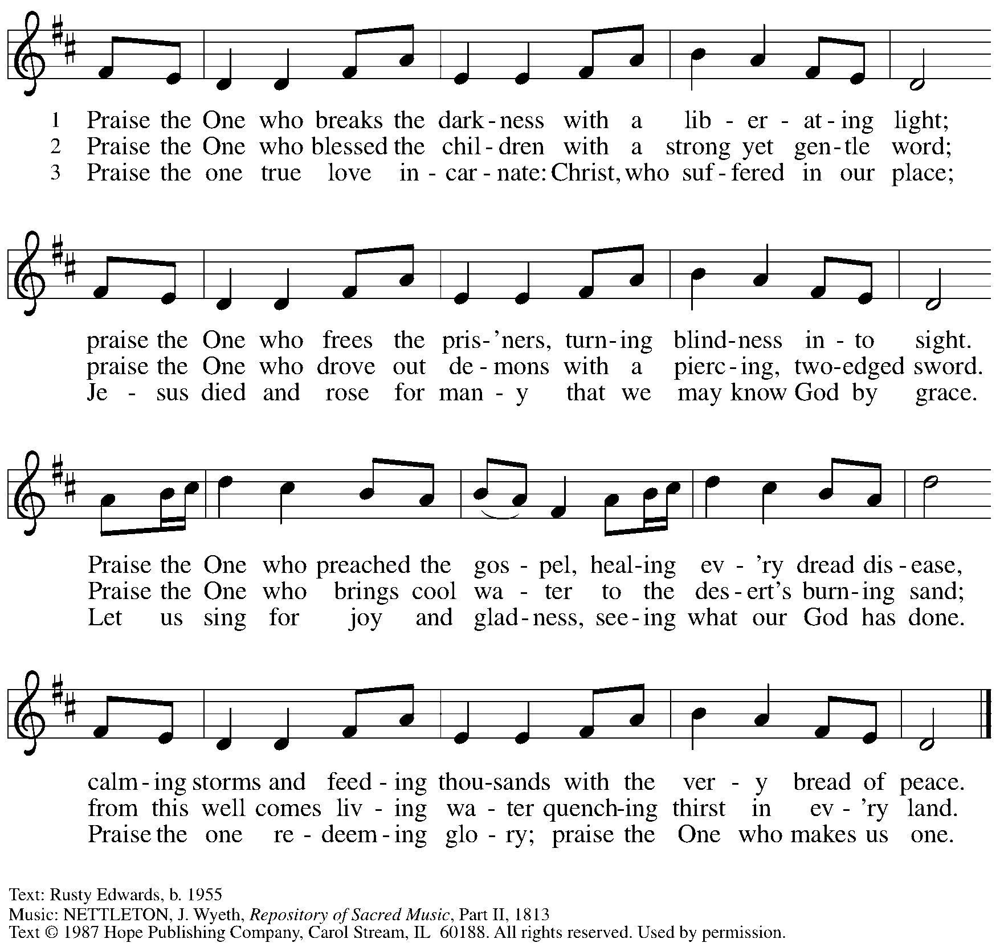 1 Praise the One who breaks the dark - ness with a lib - er - at - ing light;
2 Praise the One who blessed the chil - dren with a strong yet gen - tle word;
3 Praise the one true love in - car - nate: Christ, who suf - fered in our place;
praise the One who frees the pris - 'ners, turn - ing blind - ness in - to sight.
praise the One who drove out de - mons with a pierc - ing, two-edged sword.
Je - sus died and rose for man - y that we may know God by grace.
Praise the One who preached the gos - pel, heal - ing ev - 'ry dread dis - ease,
Praise the One who brings cool wa - ter to the des - ert's burn - ing sand;
Let us sing for joy and glad - ness, see - ing what our God has done.
calm - ing storms and feed - ing thou - sands with the ver - y bread of peace.
from this well comes liv - ing wa - ter quench - ing thirst in ev - 'ry land.
Praise the one re - deem - ing glo - ry; praise the One who makes us one.
Text: Rusty Edwards, b. 1955
Music: NETTLETON, J. Wyeth, Repository of Sacred Music, Part II, 1813
Text © 1987 Hope Publishing Company, Carol Stream, IL 60188. All rights reserved. Used by permission.